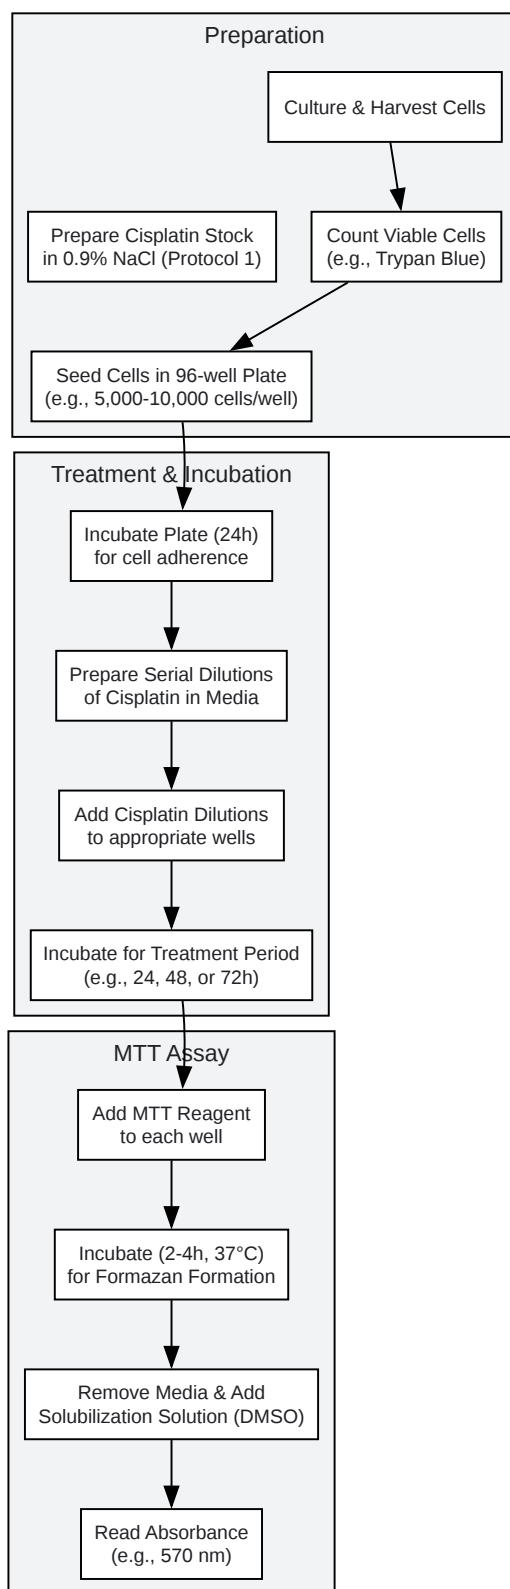 Preparation
Culture & Harvest Cells
Prepare Cisplatin Stock
in 0.9% NaCl (Protocol 1)
Count Viable Cells
(e.g., Trypan Blue)
Seed Cells in 96-well Plate
(e.g., 5,000-10,000 cells/well)
Treatment & Incubation
Incubate Plate (24h)
for cell adherence
Prepare Serial Dilutions
of Cisplatin in Media
Add Cisplatin Dilutions
to appropriate wells
Incubate for Treatment Period
(e.g., 24, 48, or 72h)
MTT Assay
Add MTT Reagent
to each well
Incubate (2-4h, 37°C)
for Formazan Formation
Remove Media & Add
Solubilization Solution (DMSO)
Read Absorbance
(e.g., 570 nm)